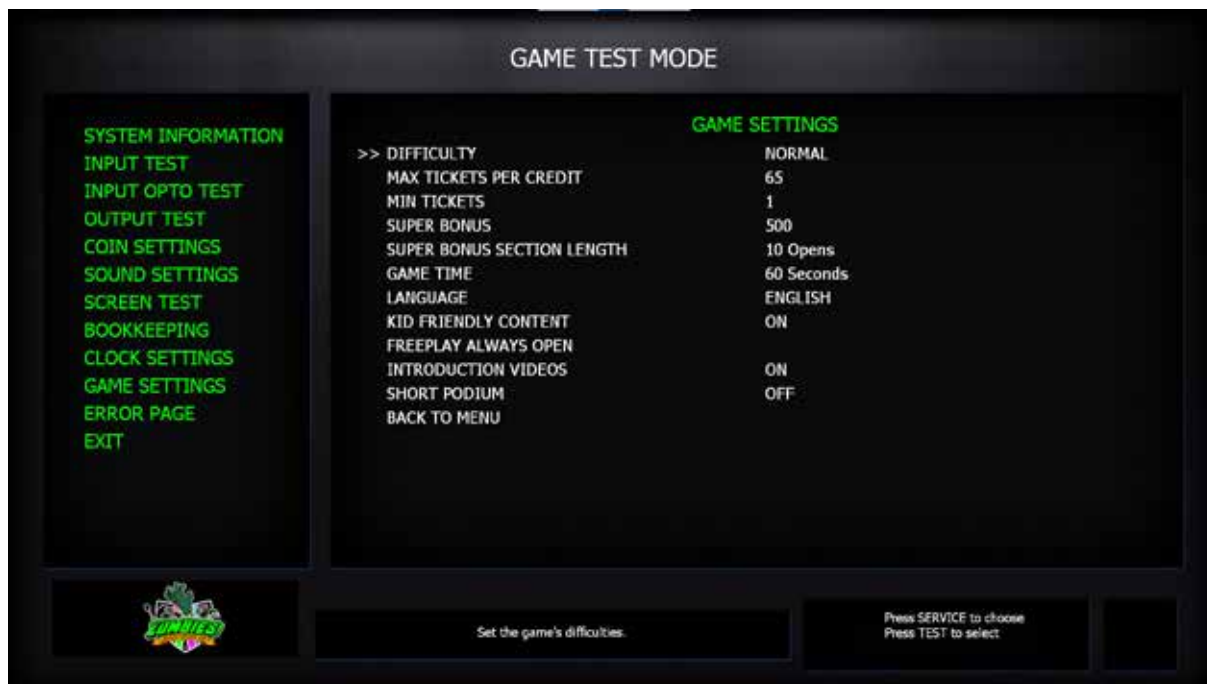 GAME TEST MODE
SYSTEM INFORMATION
INPUT TEST
INPUT OPTO TEST
OUTPUT TEST
COIN SETTINGS
SOUND SETTINGS
SCREEN TEST
BOOKKEEPING
CLOCK SETTINGS
GAME SETTINGS
ERROR PAGE
EXIT
GAME SETTINGS
>> DIFFICULTY NORMAL
MAX TICKETS PER CREDIT 65
MIN TICKETS 1
SUPER BONUS 500
SUPER BONUS SECTION LENGTH 10 Opens
GAME TIME 60 Seconds
LANGUAGE ENGLISH
KID FRIENDLY CONTENT ON
FREEPLAY ALWAYS OPEN
INTRODUCTION VIDEOS ON
SHORT PODIUM OFF
BACK TO MENU
ZOMBIES!
Set the game's difficulties.
Press SERVICE to choose
Press TEST to select